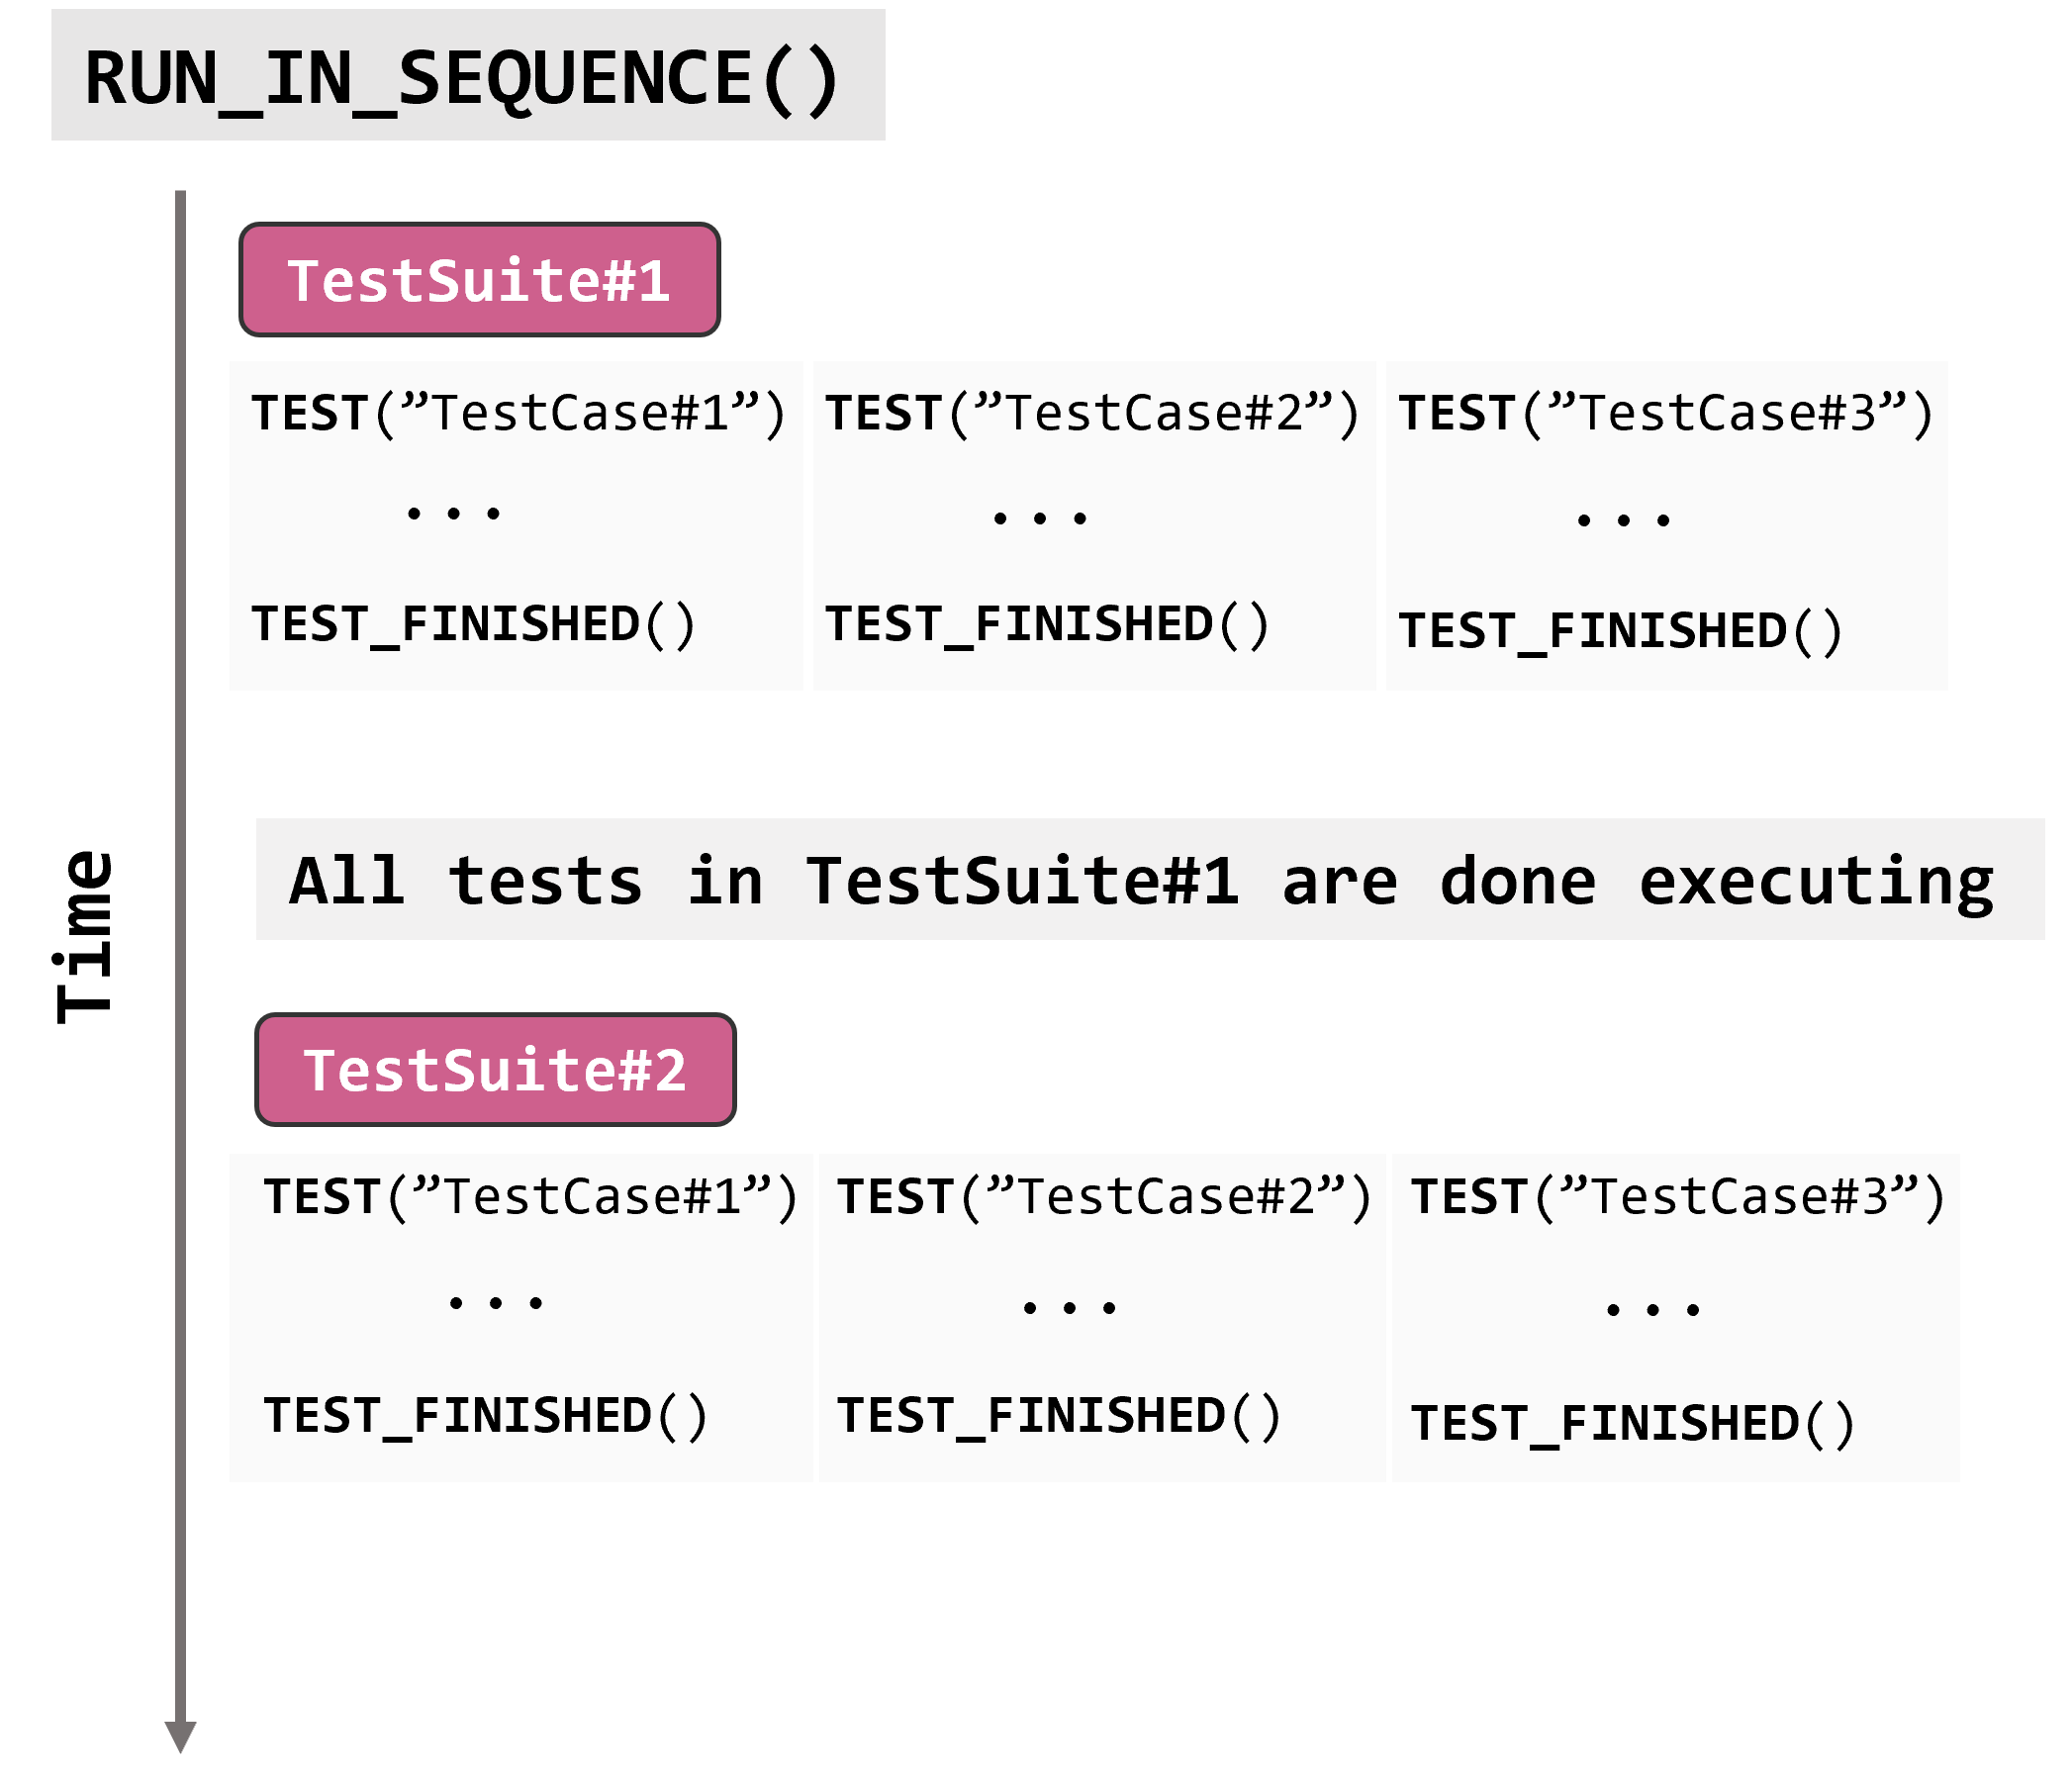 RUN_IN_SEQUENCE()
TestSuite#1
TEST(”TestCase#1”) TEST(”TestCase#2”) TEST(”TestCase#3”)
... ... ...
TEST_FINISHED() TEST_FINISHED() TEST_FINISHED()
Time
All tests in TestSuite#1 are done executing
TestSuite#2
TEST(”TestCase#1”) TEST(”TestCase#2”) TEST(”TestCase#3”)
... ... ...
TEST_FINISHED() TEST_FINISHED() TEST_FINISHED()